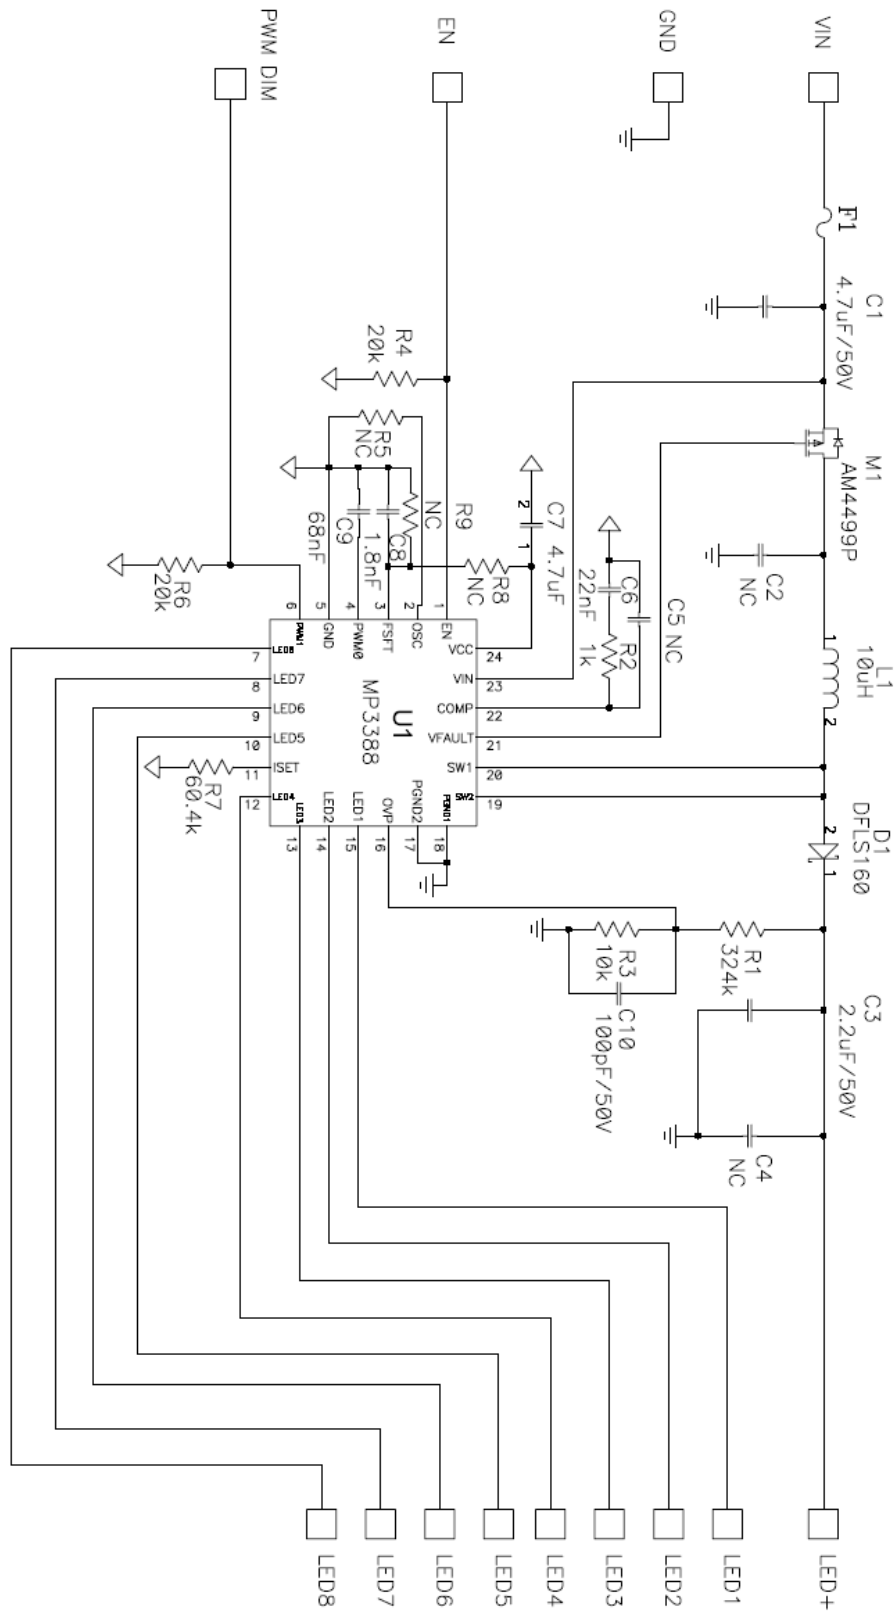 VIN
F1
C1
4.7uF/50V
M1
AM4499P
C2
NC
L1
10uH
1
2
D1
DFLS160
2
1
R1
324k
C3
2.2uF/50V
C4
NC
LED+
GND
C5 NC
C6
22nF
R2
1k
R3
10k
C10
100pF/50V
LED1
LED2
LED3
EN
R4
20k
R5
NC
NC
R9
C7 4.7uF
2
1
R8
NC
C8
1.8nF
C9
68nF
24
23
22
21
20
19
VCC
VIN
COMP
VFAULT
SW1
SW2
1
EN
2
OSC
3
FSFT
4
PWM0
5
GND
6
PWM1
U1
MP3388
PGND1
18
PGND2
17
OVP
16
LED1
15
LED2
14
LED3
13
LED8
LED7
LED6
LED5
ISET
LED4
7
8
9
10
11
12
R7
60.4k
PWM DIM
R6
20k
LED4
LED5
LED6
LED7
LED8